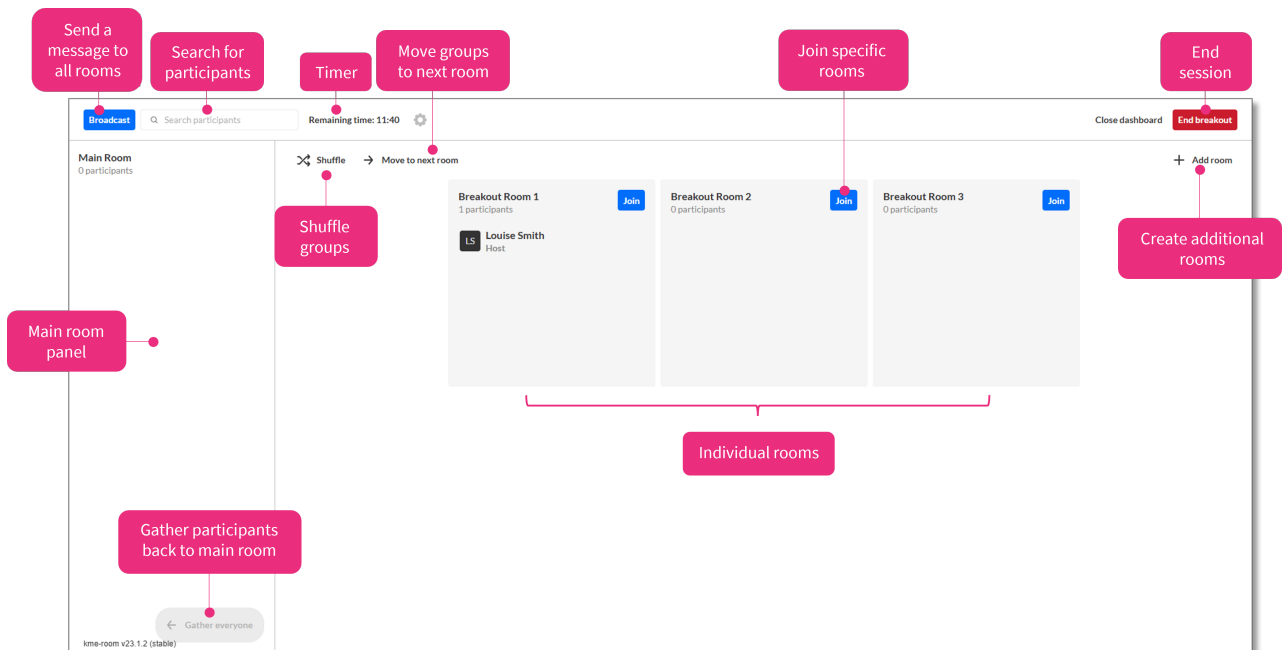 Send a
message to
all rooms
Search for
participants
Timer
Move groups
to next room
Join specific
rooms
End
session
Broadcast
Search participants
Remaining time: 11:40
Close dashboard
End breakout
Main Room
0 participants
Shuffle
Move to next room
Add room
Breakout Room 1
1 participants
Join
LS
Louise Smith
Host
Breakout Room 2
0 participants
Join
Breakout Room 3
0 participants
Join
Shuffle
groups
Create additional
rooms
Main room
panel
Individual rooms
Gather participants
back to main room
Gather everyone
kme-room v23.1.2 (stable)